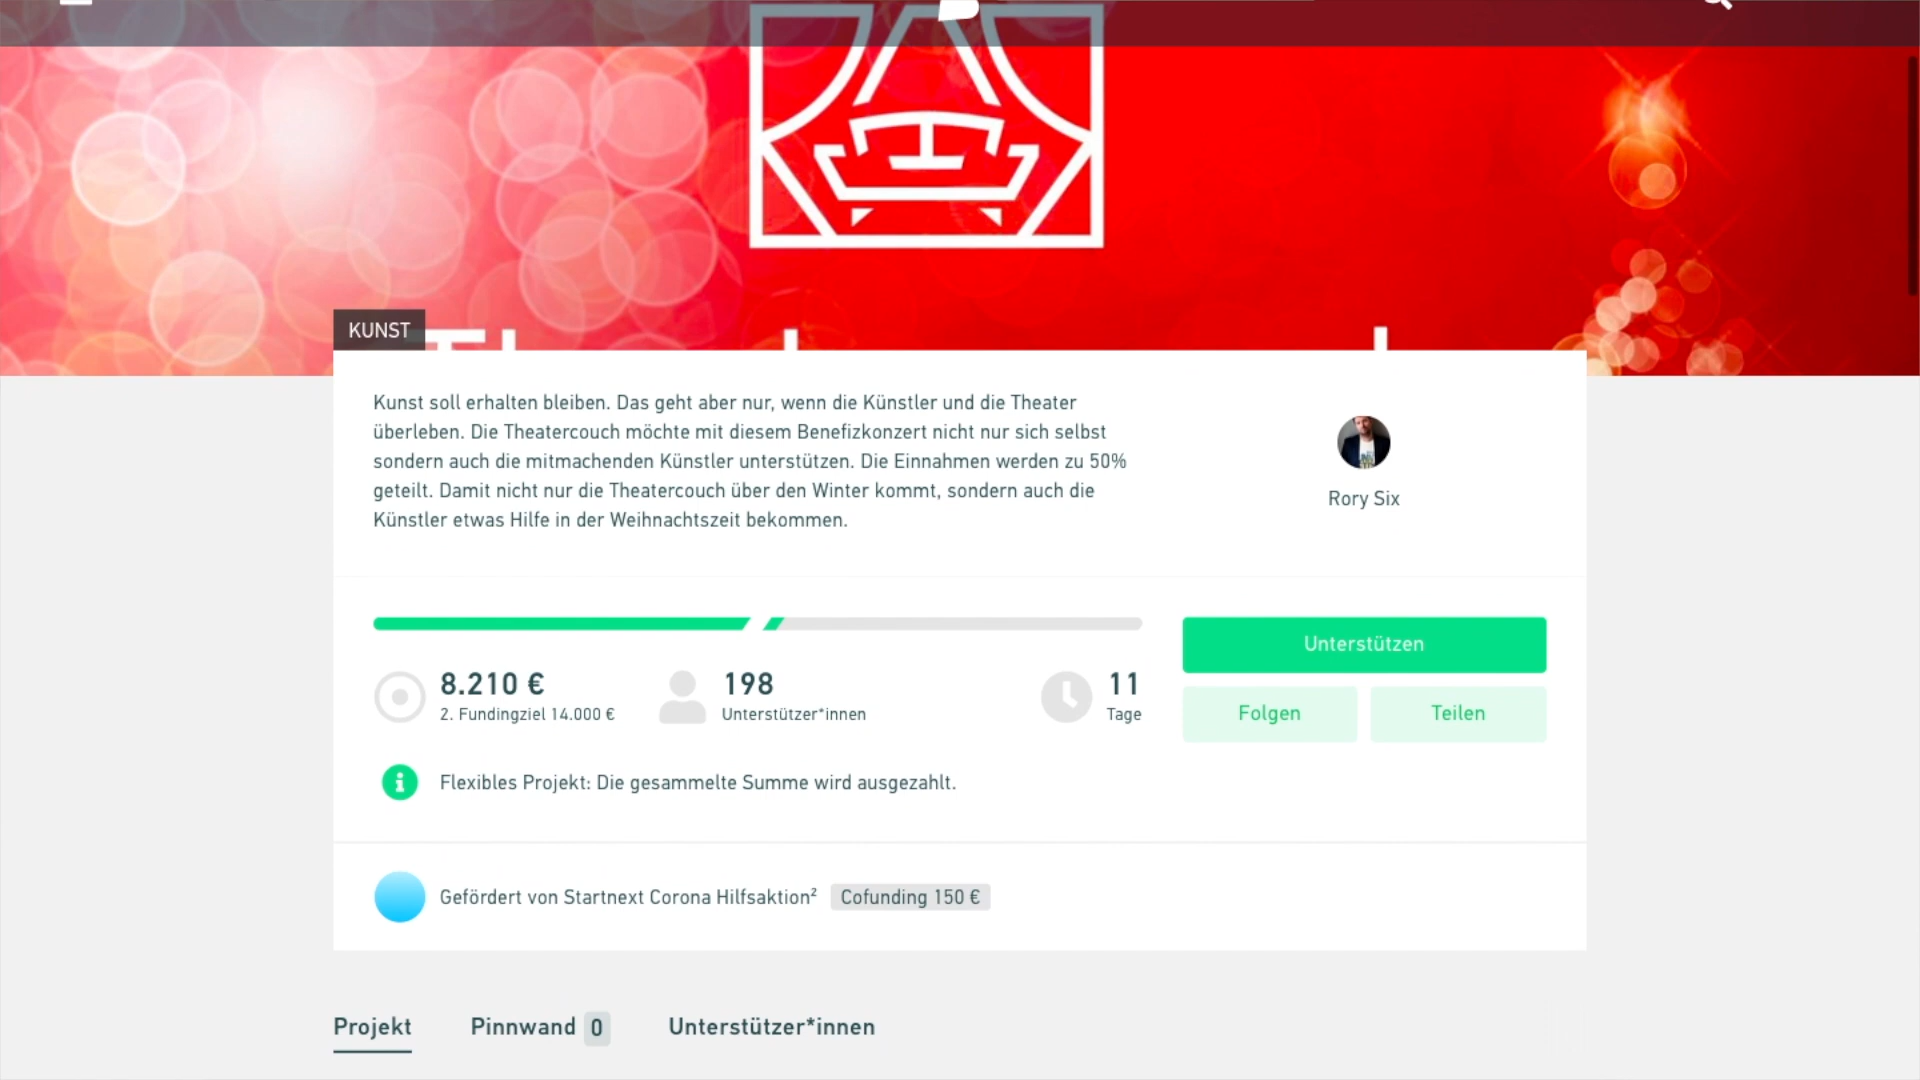 KUNST
Kunst soll erhalten bleiben. Das geht aber nur, wenn die Künstler und die Theater
überleben. Die Theatercouch möchte mit diesem Benefizkonzert nicht nur sich selbst
sondern auch die mitmachenden Künstler unterstützen. Die Einnahmen werden zu 50%
geteilt. Damit nicht nur die Theatercouch über den Winter kommt, sondern auch die
Künstler etwas Hilfe in der Weihnachtszeit bekommen.
Rory Six
8.210 €
2. Fundingziel 14.000 €
198
Unterstützer*innen
11
Tage
Unterstützen
Folgen
Teilen
Flexibles Projekt: Die gesammelte Summe wird ausgezahlt.
Gefördert von Startnext Corona Hilfsaktion² Cofunding 150 €
Projekt
Pinnwand 0
Unterstützer*innen